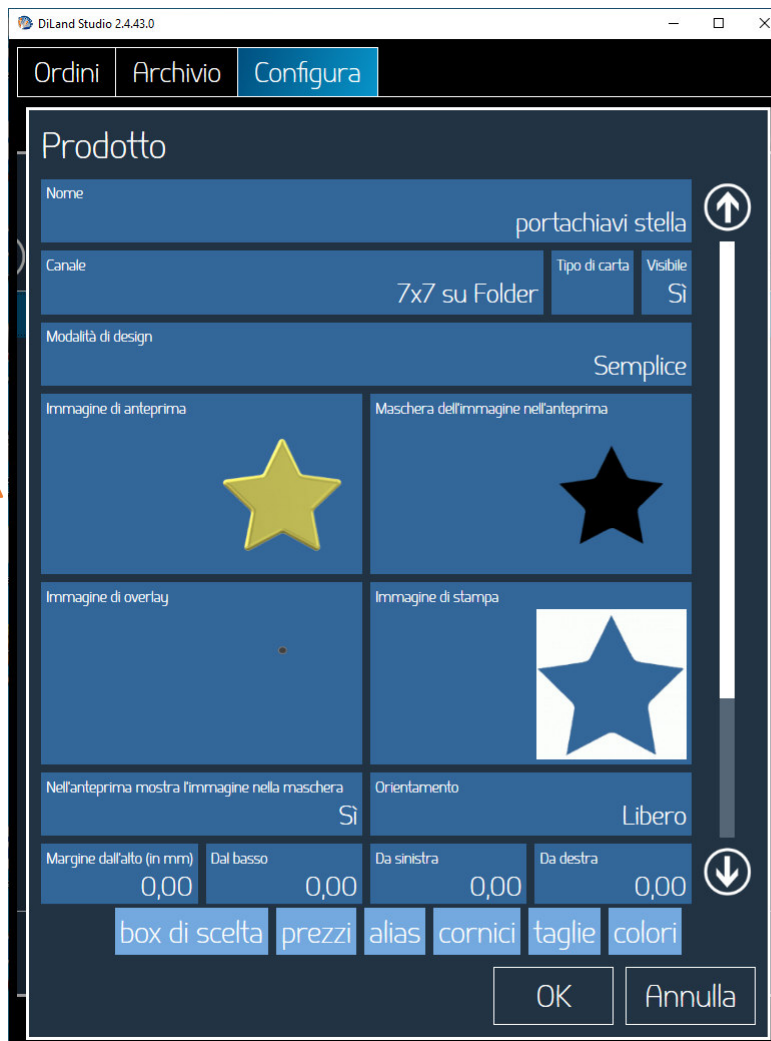 DiLand Studio 2.4.43.0
Ordini Archivio Configura
Prodotto
Nome
portachiavi stella
Canale Tipo di carta Visibile
7x7 su Folder Sì
Modalità di design
Semplice
Immagine di anteprima Maschera dell'immagine nell'anteprima
Immagine di overlay Immagine di stampa
Nell'anteprima mostra l'immagine nella maschera Orientamento
Sì Libero
Margine dall'alto (in mm) Dal basso Da sinistra Da destra
0,00 0,00 0,00 0,00
box di scelta prezzi alias cornici taglie colori
OK Annulla